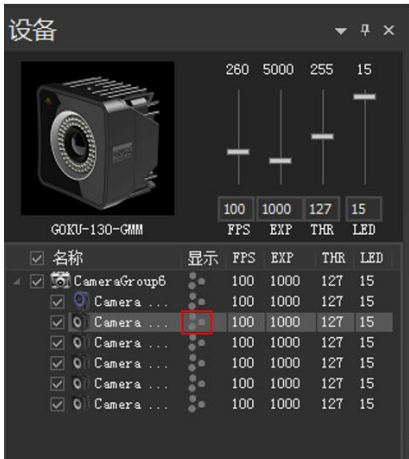 设备
260 5000 255 15
100 1000 127 15
FPS EXP THR LED
GOKU-130-GMM
名称 显示 FPS EXP THR LED
CameraGroup6 100 1000 127 15
Camera ... 100 1000 127 15
Camera ... 100 1000 127 15
Camera ... 100 1000 127 15
Camera ... 100 1000 127 15
Camera ... 100 1000 127 15
Camera ... 100 1000 127 15